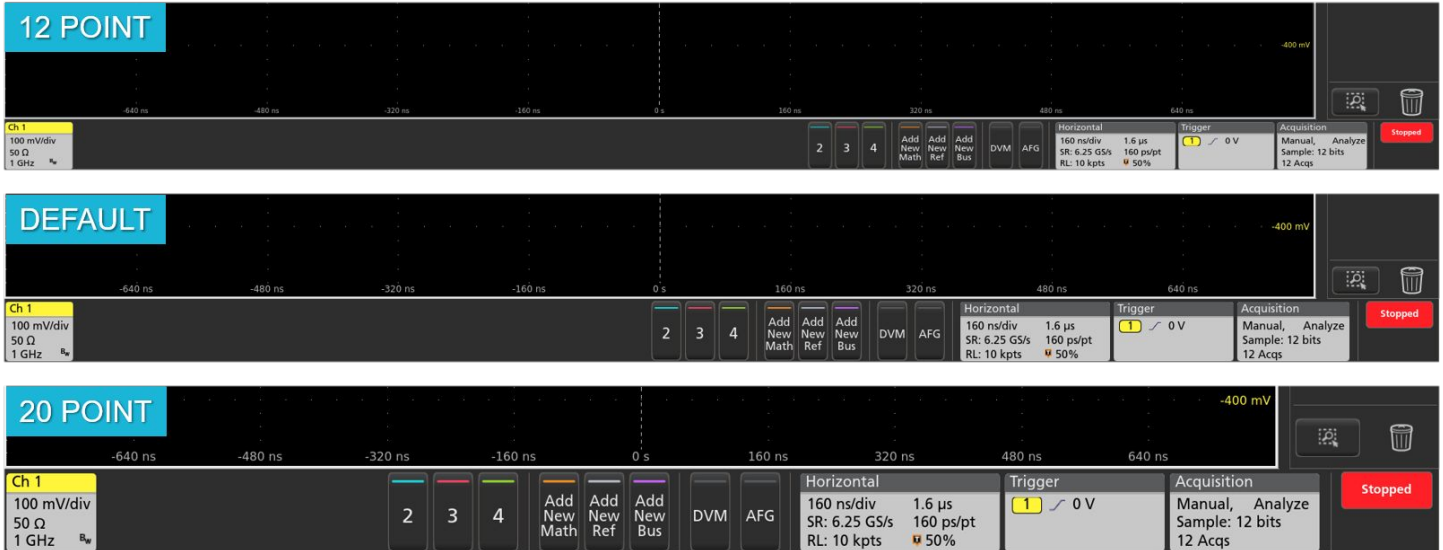 12 POINT
-400 mV
-640 ns -480 ns -320 ns -160 ns 0 s 160 ns 320 ns 480 ns 640 ns
Ch 1
100 mV/div
50 Ω
1 GHz Bw
2 3 4
Add New Math
Add New Ref
Add New Bus
DVM AFG
Horizontal
160 ns/div 1.6 µs
SR: 6.25 GS/s 160 ps/pt
RL: 10 kpts 50%
Trigger
1 0 V
Acquisition
Manual, Analyze
Sample: 12 bits
12 Acqs
Stopped
DEFAULT
-400 mV
-640 ns -480 ns -320 ns -160 ns 0 s 160 ns 320 ns 480 ns 640 ns
Ch 1
100 mV/div
50 Ω
1 GHz Bw
2 3 4
Add New Math
Add New Ref
Add New Bus
DVM AFG
Horizontal
160 ns/div 1.6 µs
SR: 6.25 GS/s 160 ps/pt
RL: 10 kpts 50%
Trigger
1 0 V
Acquisition
Manual, Analyze
Sample: 12 bits
12 Acqs
Stopped
20 POINT
-400 mV
-640 ns -480 ns -320 ns -160 ns 0 s 160 ns 320 ns 480 ns 640 ns
Ch 1
100 mV/div
50 Ω
1 GHz Bw
2 3 4
Add New Math
Add New Ref
Add New Bus
DVM AFG
Horizontal
160 ns/div 1.6 µs
SR: 6.25 GS/s 160 ps/pt
RL: 10 kpts 50%
Trigger
1 0 V
Acquisition
Manual, Analyze
Sample: 12 bits
12 Acqs
Stopped